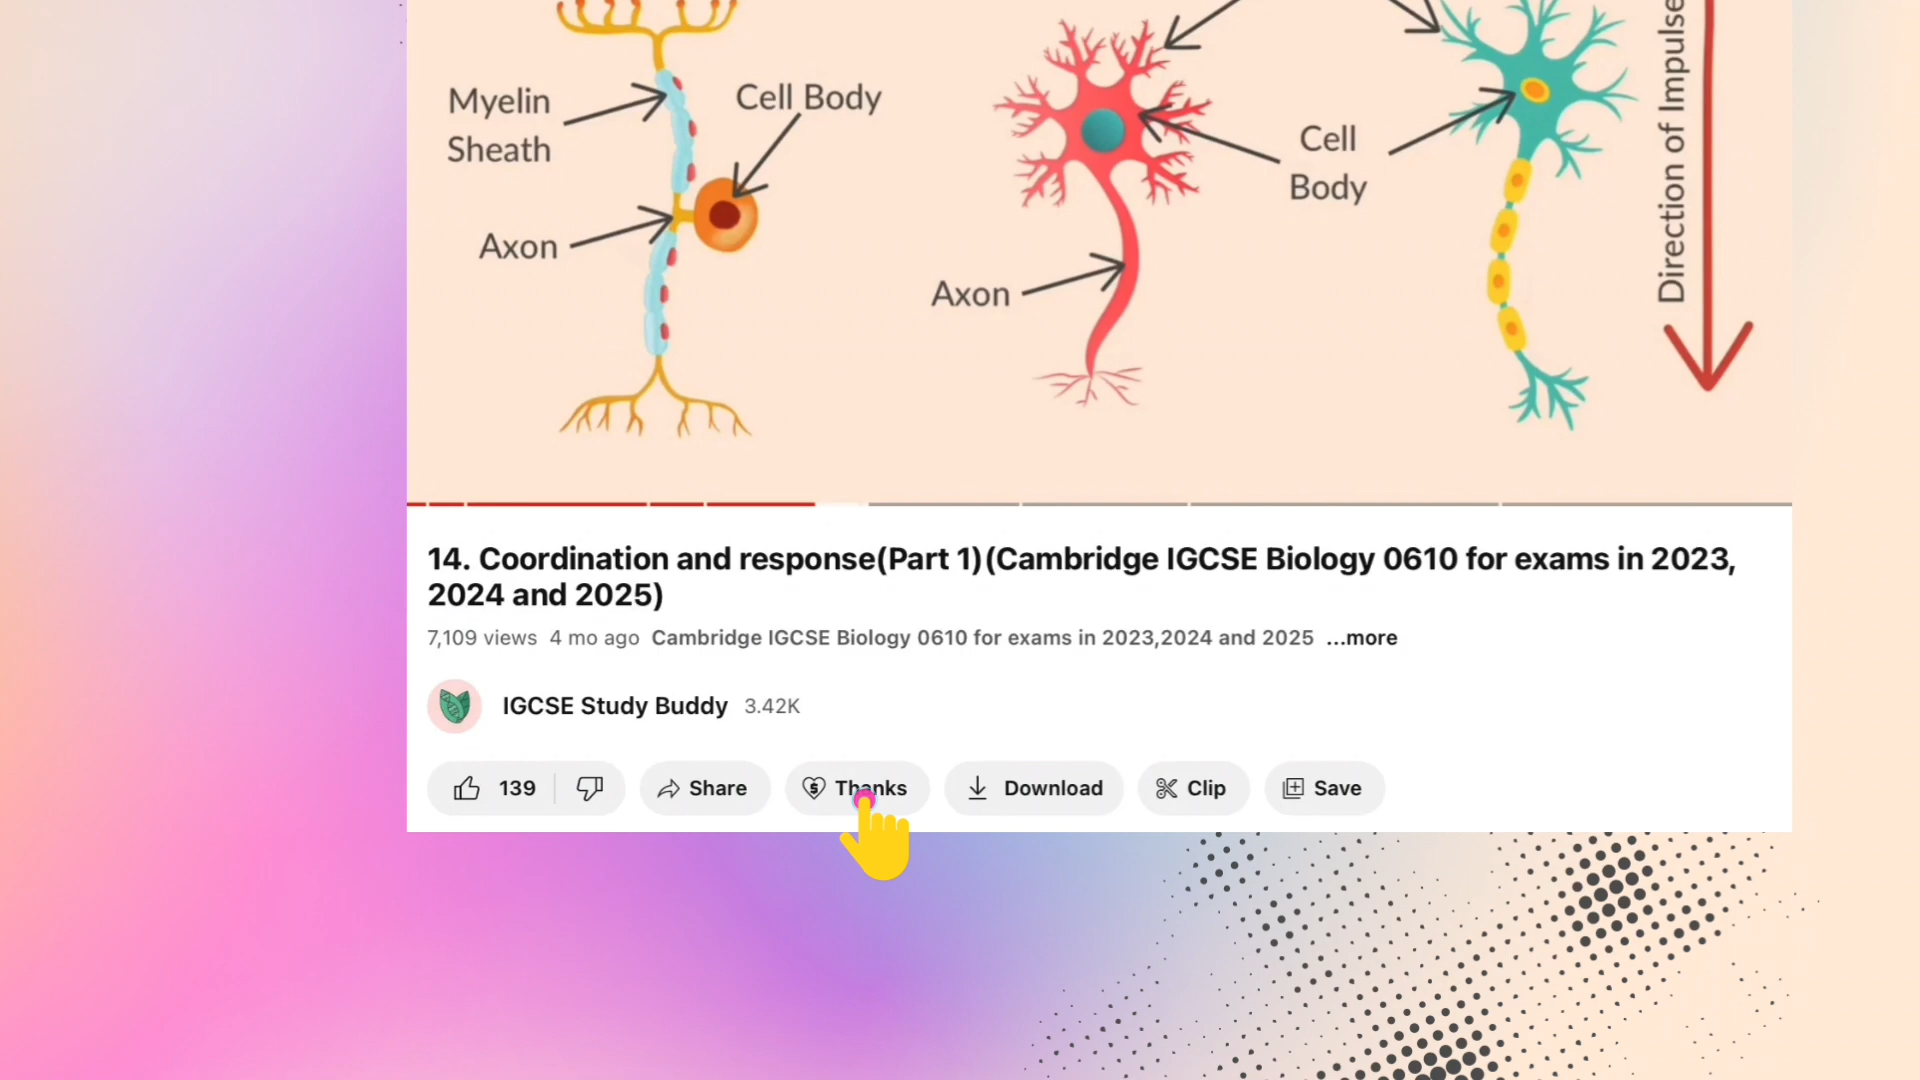 Myelin
Sheath
Cell Body
Axon
Axon
Cell
Body
Direction of Impulse
14. Coordination and response(Part 1)(Cambridge IGCSE Biology 0610 for exams in 2023,
2024 and 2025)
7,109 views 4 mo ago Cambridge IGCSE Biology 0610 for exams in 2023,2024 and 2025 ...more
IGCSE Study Buddy 3.42K
139 Share Thanks Download Clip Save